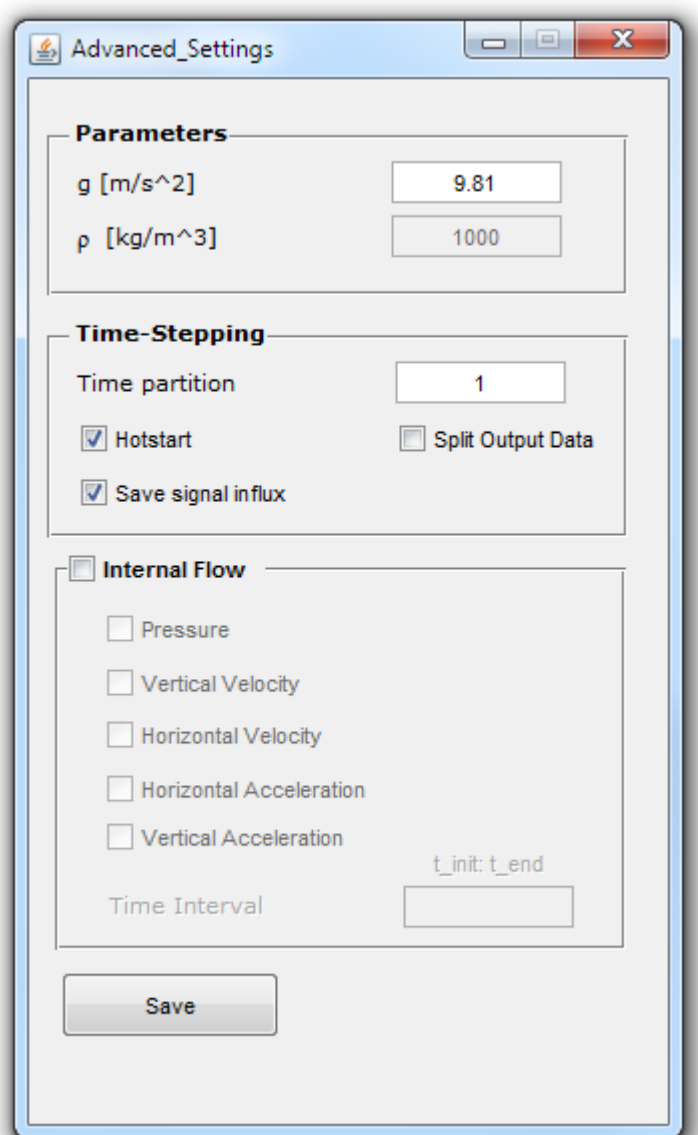 Advanced_Settings
Parameters
g [m/s^2] 9.81
ρ [kg/m^3] 1000
Time-Stepping
Time partition 1
Hotstart Split Output Data
Save signal influx
Internal Flow
Pressure
Vertical Velocity
Horizontal Velocity
Horizontal Acceleration
Vertical Acceleration
t_init: t_end
Time Interval
Save